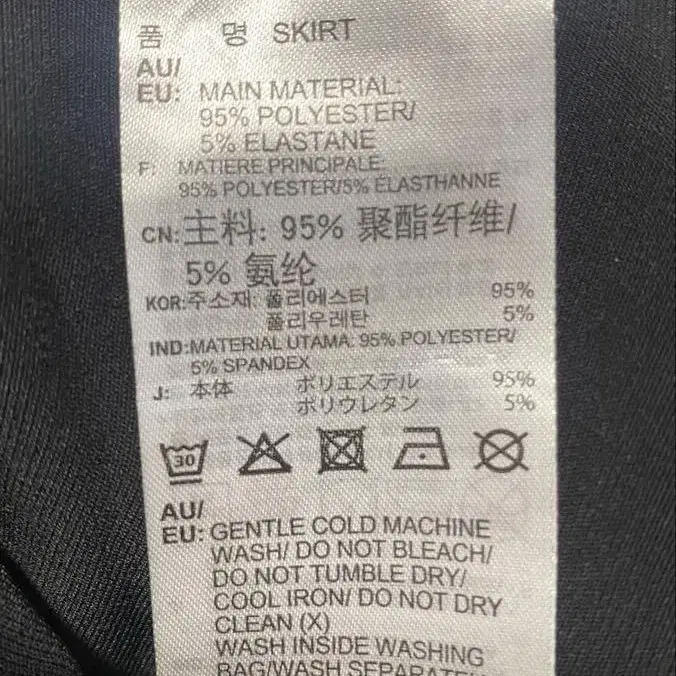 품 명 SKIRT
AU/
EU: MAIN MATERIAL:
95% POLYESTER/
5% ELASTANE
F: MATIERE PRINCIPALE:
95% POLYESTER/5% ÉLASTHANNE
CN: 主料: 95% 聚酯纤维/
5% 氨纶
KOR: 주소재: 폴리에스터 95%
폴리우레탄 5%
IND: MATERIAL UTAMA: 95% POLYESTER/
5% SPANDEX
J: 本体 ポリエステル 95%
ポリウレタン 5%
30
AU/
EU: GENTLE COLD MACHINE
WASH/ DO NOT BLEACH/
DO NOT TUMBLE DRY/
COOL IRON/ DO NOT DRY
CLEAN (X)
WASH INSIDE WASHING
BAG/WASH SEPARATELY